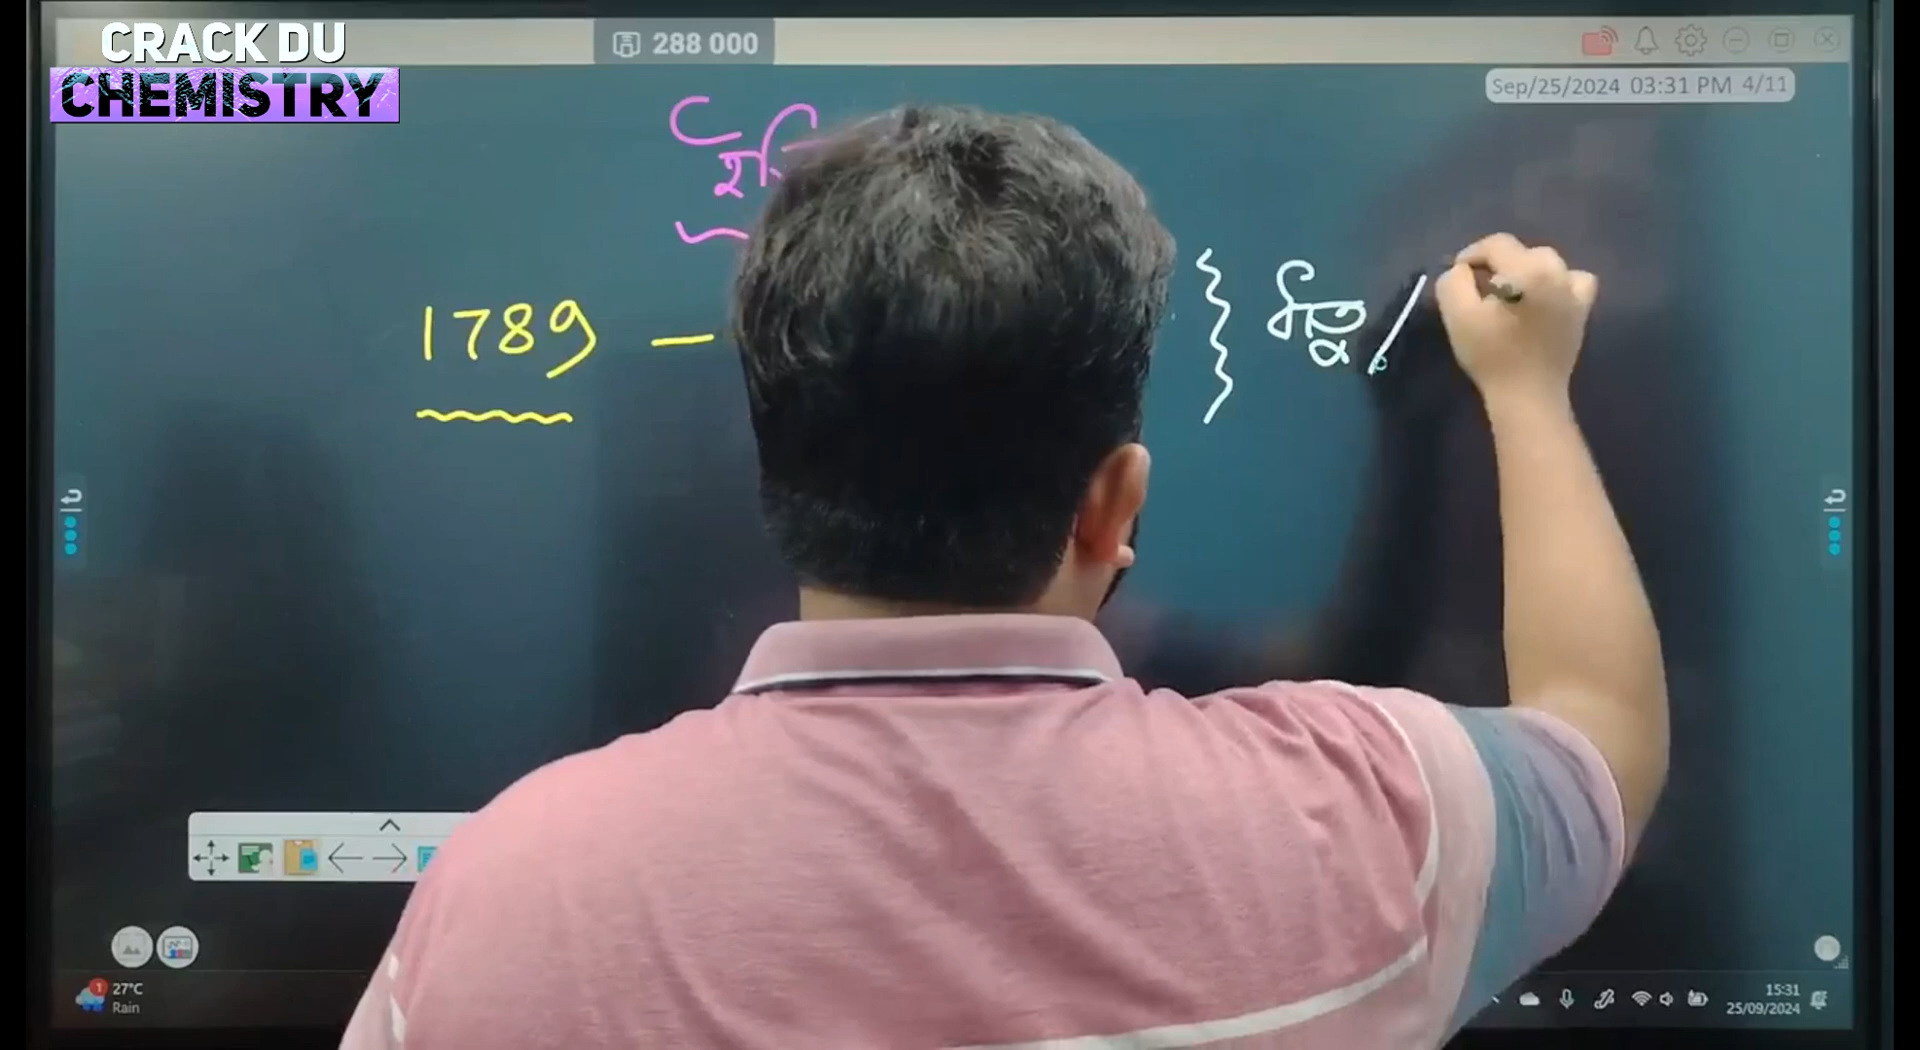 CRACK DU
CHEMISTRY
288 000
Sep/25/2024 03:31 PM 4/11
1789 –
ধাতু /
27°C
Rain
15:31
25/09/2024